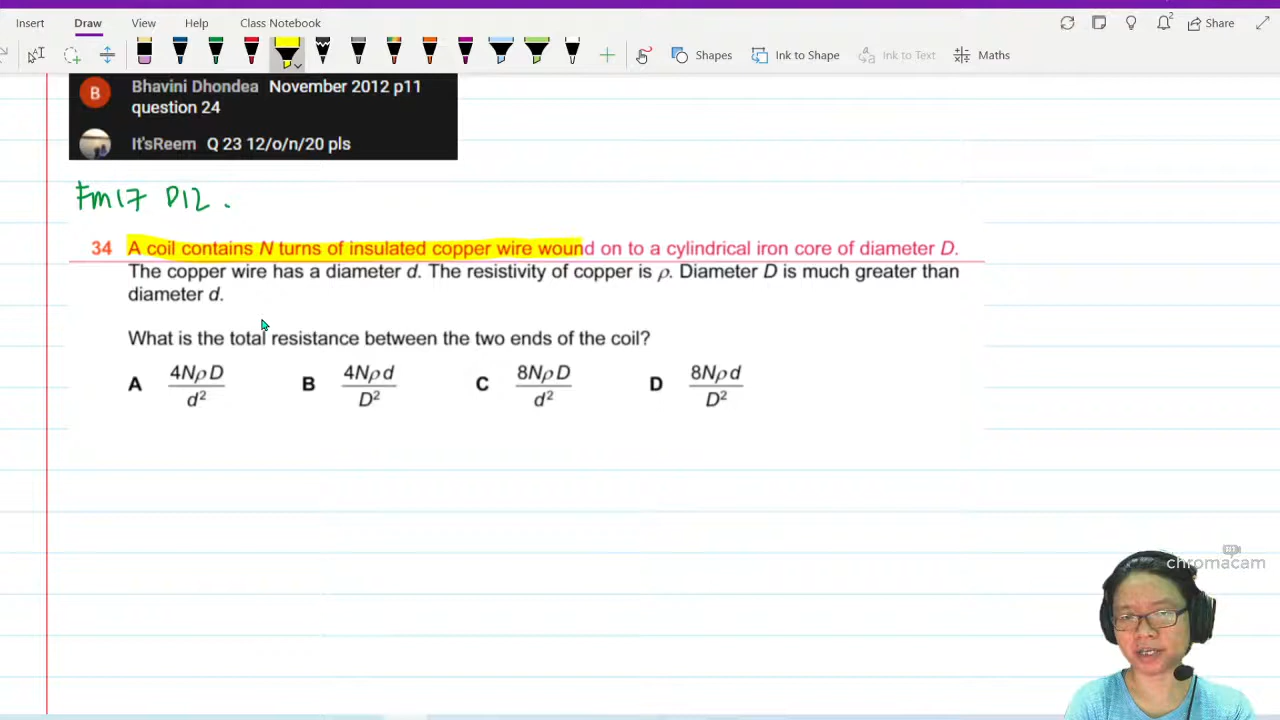 Insert Draw View Help Class Notebook Share
Shapes Ink to Shape Ink to Text Maths
B Bhavini Dhondea November 2012 p11
question 24
It'sReem Q 23 12/o/n/20 pls
Fm17 P12 .
34 A coil contains N turns of insulated copper wire wound on to a cylindrical iron core of diameter D.
The copper wire has a diameter d. The resistivity of copper is ρ. Diameter D is much greater than
diameter d.
What is the total resistance between the two ends of the coil?
A 4NρD/d² B 4Nρd/D² C 8NρD/d² D 8Nρd/D²
chromacam